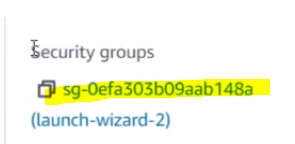 Security groups
sg-0efa303b09aab148a
(launch-wizard-2)